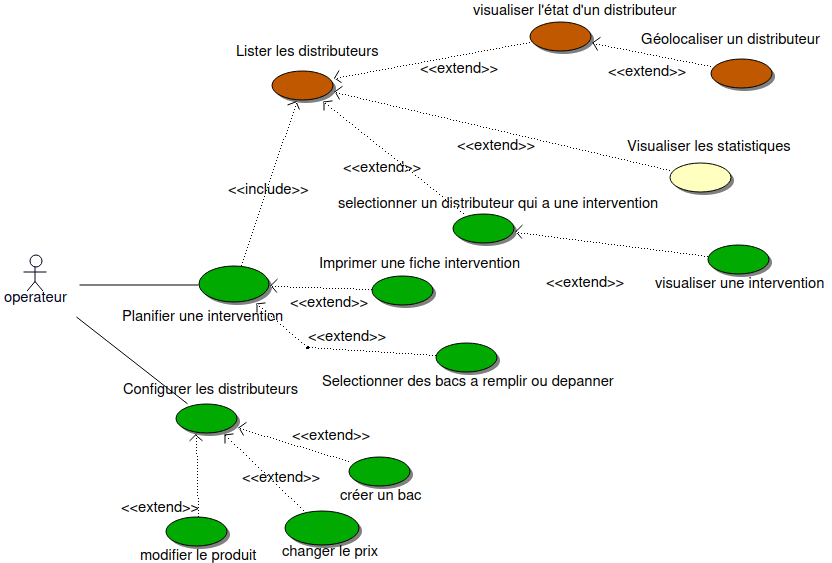 visualiser l'état d'un distributeur
Géolocaliser un distributeur
Lister les distributeurs
<<extend>>
<<extend>>
<<extend>>
Visualiser les statistiques
<<extend>>
<<include>>
selectionner un distributeur qui a une intervention
Imprimer une fiche intervention
operateur
<<extend>>
visualiser une intervention
<<extend>>
Planifier une intervention
<<extend>>
Selectionner des bacs a remplir ou depanner
Configurer les distributeurs
<<extend>>
<<extend>>
créer un bac
<<extend>>
modifier le produit
changer le prix